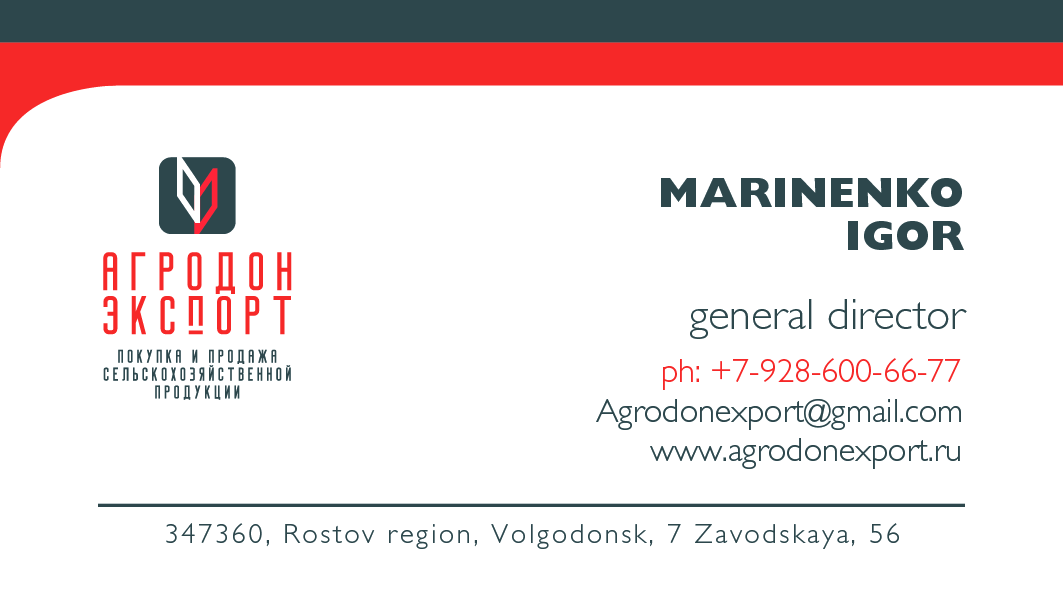 АГРОДОН
ЭКСПОРТ
ПОКУПКА И ПРОДАЖА
СЕЛЬСКОХОЗЯЙСТВЕННОЙ
ПРОДУКЦИИ
MARINENKO
IGOR
general director
ph: +7-928-600-66-77
Agrodonexport@gmail.com
www.agrodonexport.ru
347360, Rostov region, Volgodonsk, 7 Zavodskaya, 56